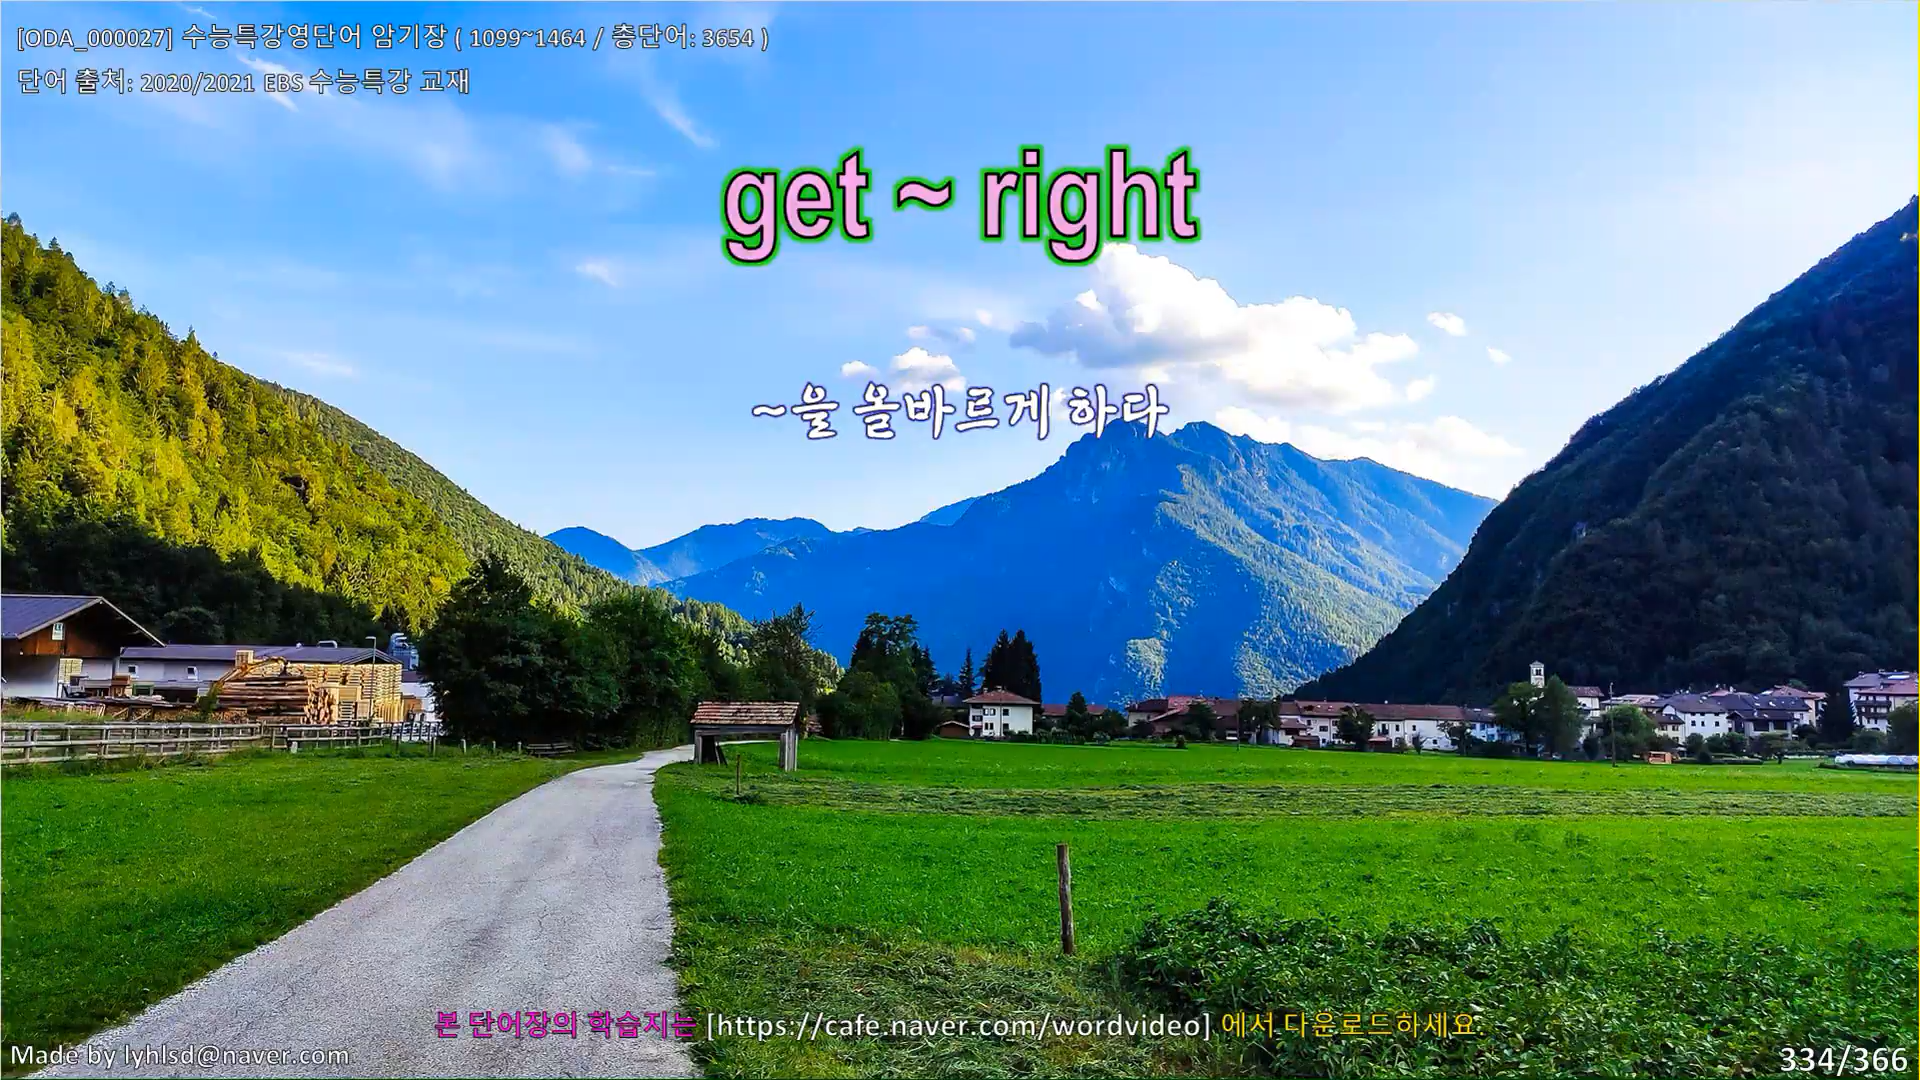 [ODA_000027] 수능특강영단어 암기장 ( 1099~1464 / 총단어: 3654 )
단어 출처: 2020/2021 EBS 수능특강 교재
get ~ right
~을 올바르게 하다
본 단어장의 학습지는 [https://cafe.naver.com/wordvideo] 에서 다운로드하세요.
Made by lyhlsd@naver.com
334/366